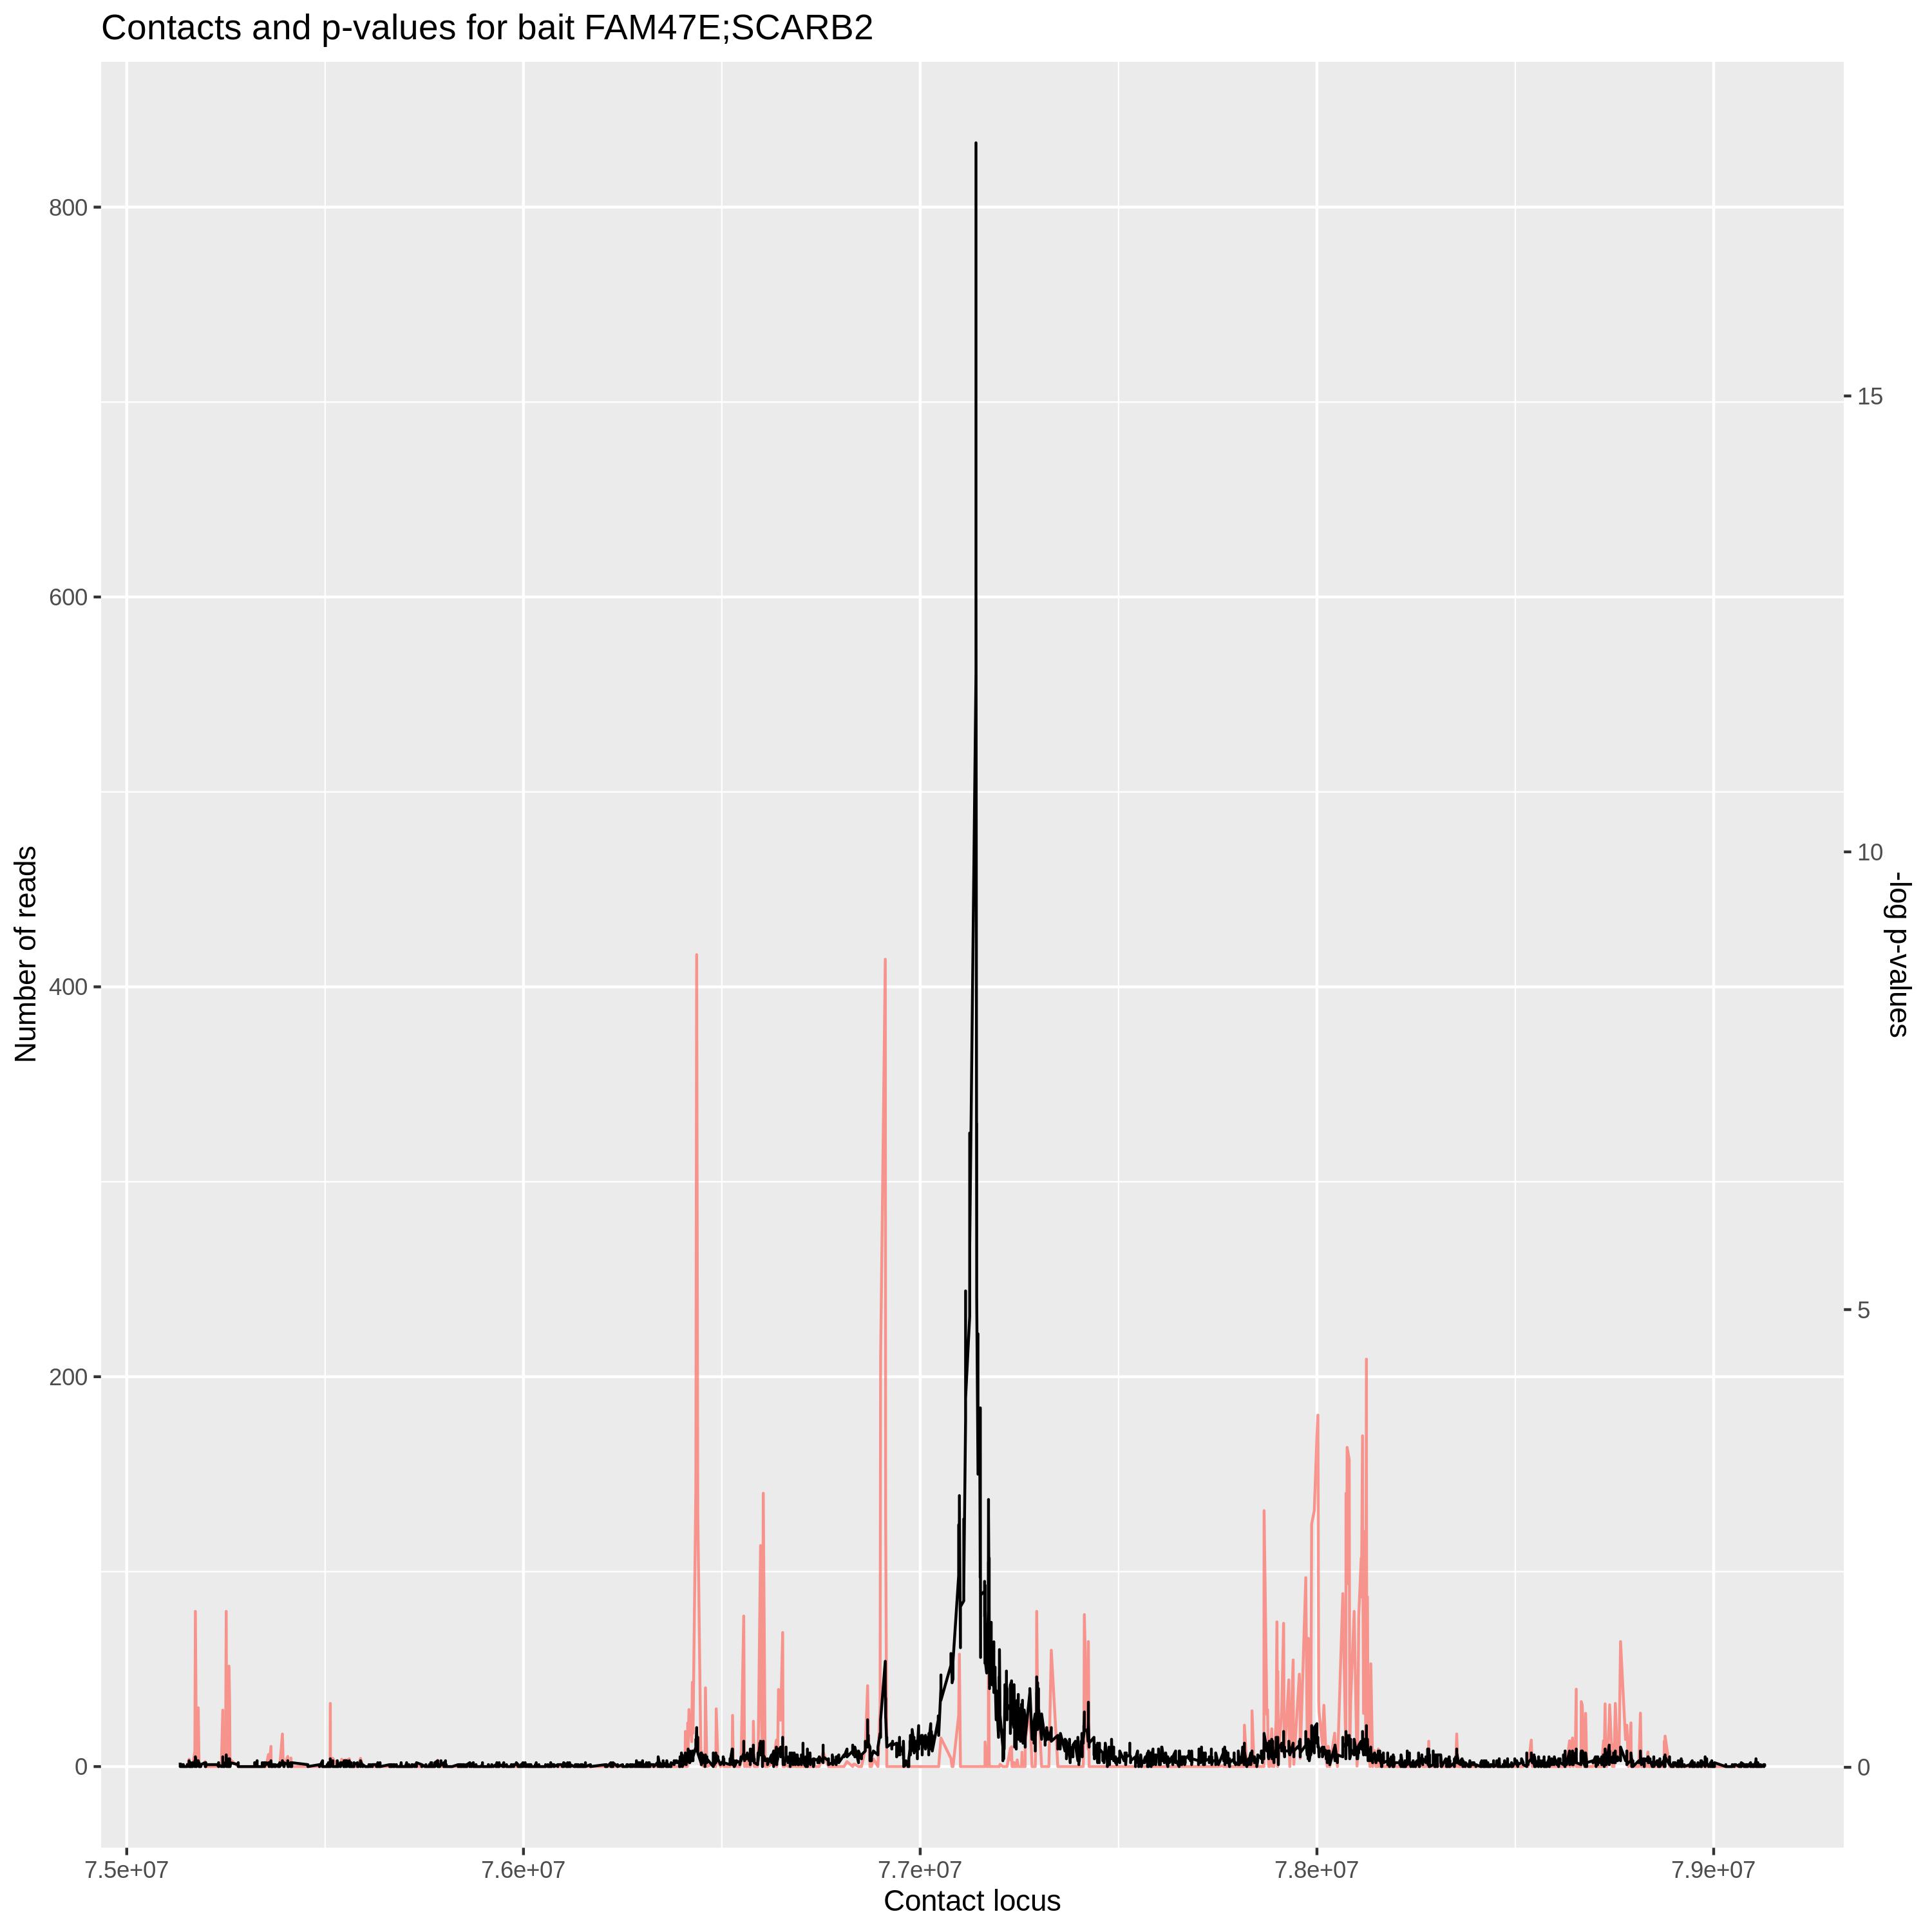 Contacts and p-values for bait FAM47E;SCARB2
Number of reads
800
600
400
200
0
15
10
5
0
-log p-values
7.5e+07
7.6e+07
7.7e+07
7.8e+07
7.9e+07
Contact locus